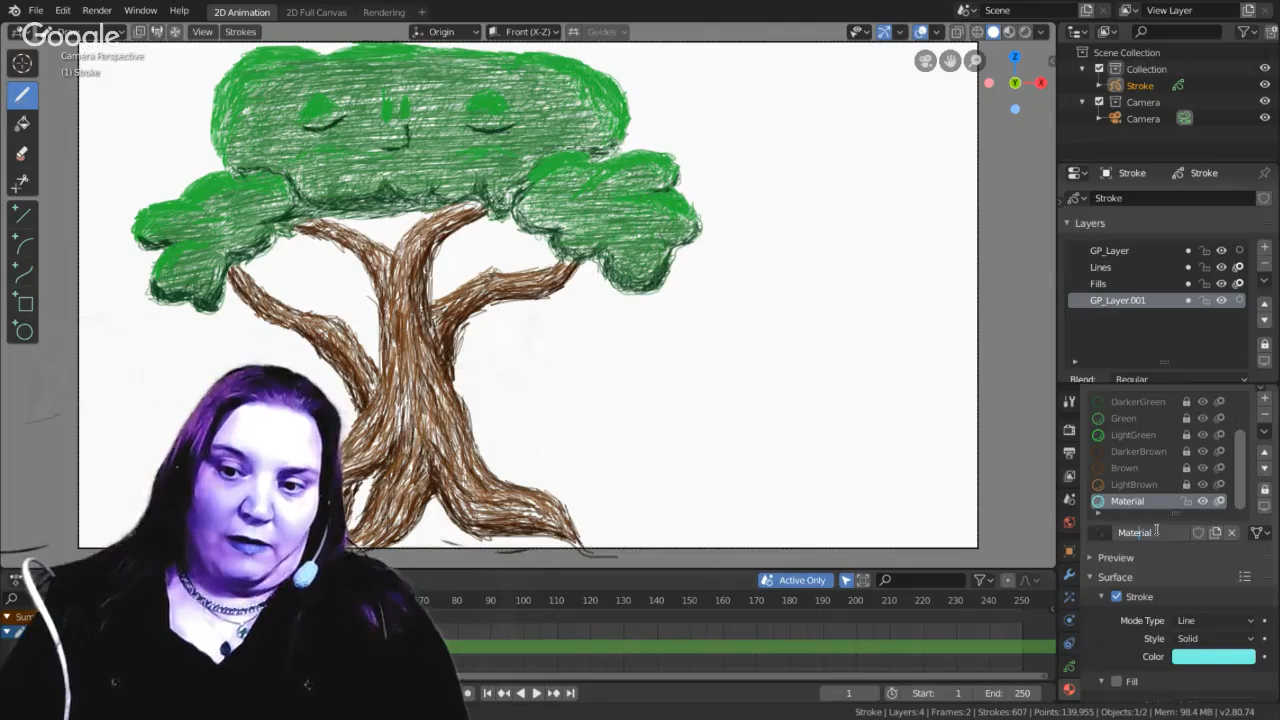 File Edit Render Window Help 2D Animation 2D Full Canvas Rendering + Scene View Layer
Google
View Strokes Origin Front (X-Z) Guides
Camera Perspective
(1) Stroke
Z
Y
X
Scene Collection
Collection
Stroke
Camera
Camera
Stroke Stroke
Stroke
Layers
GP_Layer
Lines
Fills
GP_Layer.001
Blend: Regular
DarkerGreen
Green
LightGreen
DarkerBrown
Brown
LightBrown
Material
Material
Preview
Surface
Stroke
Mode Type Line
Style Solid
Color
Fill
Active Only
70 80 90 100 110 120 130 140 150 160 170 180 190 200 210 220 230 240 250
1 Start: 1 End: 250
Stroke | Layers:4 | Frames:2 | Strokes:607 | Points:139,955 | Objects:1/2 | Mem: 98.4 MB | v2.80.74